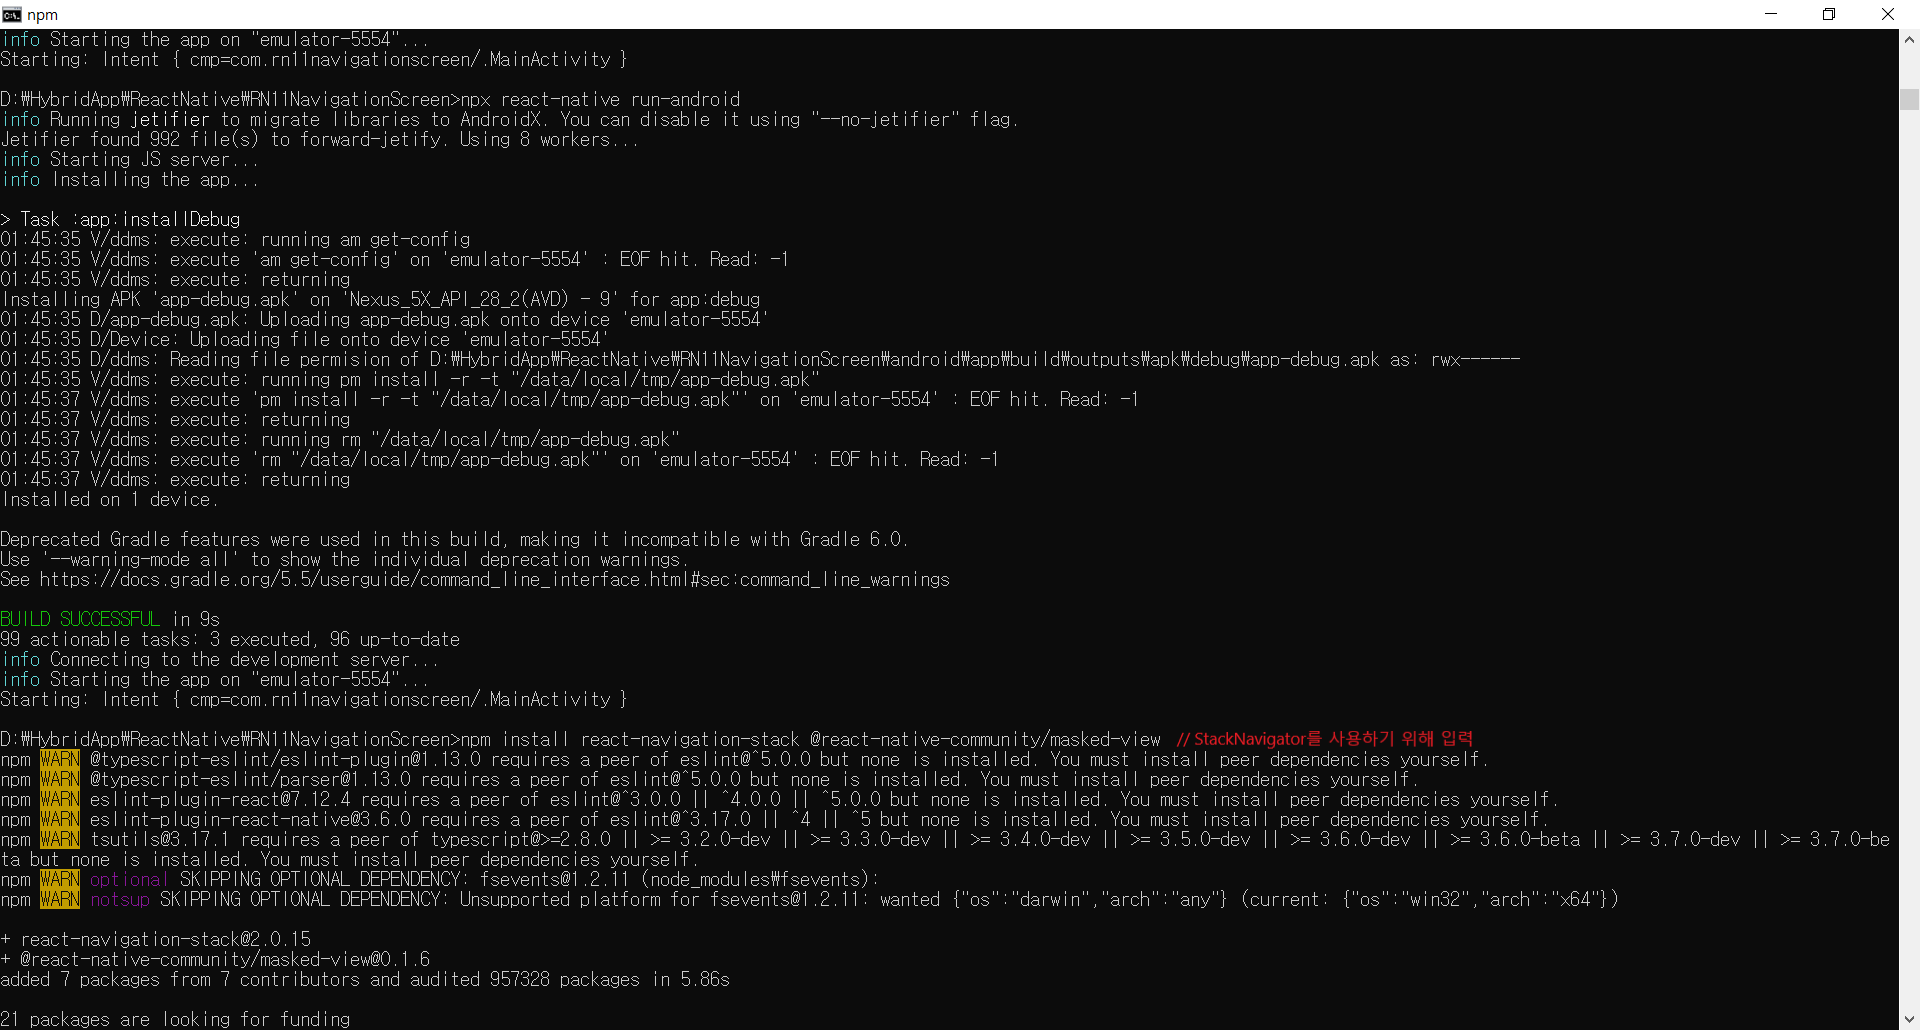 npm
info Starting the app on "emulator-5554"...
Starting: Intent { cmp=com.rn11navigationscreen/.MainActivity }
D:₩HybridApp₩ReactNative₩RN11NavigationScreen>npx react-native run-android
info Running jetifier to migrate libraries to AndroidX. You can disable it using "--no-jetifier" flag.
Jetifier found 992 file(s) to forward-jetify. Using 8 workers...
info Starting JS server...
info Installing the app...
> Task :app:installDebug
01:45:35 V/ddms: execute: running am get-config
01:45:35 V/ddms: execute 'am get-config' on 'emulator-5554' : EOF hit. Read: -1
01:45:35 V/ddms: execute: returning
Installing APK 'app-debug.apk' on 'Nexus_5X_API_28_2(AVD) - 9' for app:debug
01:45:35 D/app-debug.apk: Uploading app-debug.apk onto device 'emulator-5554'
01:45:35 D/Device: Uploading file onto device 'emulator-5554'
01:45:35 D/ddms: Reading file permision of D:₩HybridApp₩ReactNative₩RN11NavigationScreen₩android₩app₩build₩outputs₩apk₩debug₩app-debug.apk as: rwx------
01:45:35 V/ddms: execute: running pm install -r -t "/data/local/tmp/app-debug.apk"
01:45:37 V/ddms: execute 'pm install -r -t "/data/local/tmp/app-debug.apk"' on 'emulator-5554' : EOF hit. Read: -1
01:45:37 V/ddms: execute: returning
01:45:37 V/ddms: execute: running rm "/data/local/tmp/app-debug.apk"
01:45:37 V/ddms: execute 'rm "/data/local/tmp/app-debug.apk"' on 'emulator-5554' : EOF hit. Read: -1
01:45:37 V/ddms: execute: returning
Installed on 1 device.
Deprecated Gradle features were used in this build, making it incompatible with Gradle 6.0.
Use '--warning-mode all' to show the individual deprecation warnings.
See https://docs.gradle.org/5.5/userguide/command_line_interface.html#sec:command_line_warnings
BUILD SUCCESSFUL in 9s
99 actionable tasks: 3 executed, 96 up-to-date
info Connecting to the development server...
info Starting the app on "emulator-5554"...
Starting: Intent { cmp=com.rn11navigationscreen/.MainActivity }
D:₩HybridApp₩ReactNative₩RN11NavigationScreen>npm install react-navigation-stack @react-native-community/masked-view // StackNavigator를 사용하기 위해 입력
npm WARN @typescript-eslint/eslint-plugin@1.13.0 requires a peer of eslint@^5.0.0 but none is installed. You must install peer dependencies yourself.
npm WARN @typescript-eslint/parser@1.13.0 requires a peer of eslint@^5.0.0 but none is installed. You must install peer dependencies yourself.
npm WARN eslint-plugin-react@7.12.4 requires a peer of eslint@^3.0.0 || ^4.0.0 || ^5.0.0 but none is installed. You must install peer dependencies yourself.
npm WARN eslint-plugin-react-native@3.6.0 requires a peer of eslint@^3.17.0 || ^4 || ^5 but none is installed. You must install peer dependencies yourself.
npm WARN tsutils@3.17.1 requires a peer of typescript@>=2.8.0 || >= 3.2.0-dev || >= 3.3.0-dev || >= 3.4.0-dev || >= 3.5.0-dev || >= 3.6.0-dev || >= 3.6.0-beta || >= 3.7.0-dev || >= 3.7.0-be
ta but none is installed. You must install peer dependencies yourself.
npm WARN optional SKIPPING OPTIONAL DEPENDENCY: fsevents@1.2.11 (node_modules₩fsevents):
npm WARN notsup SKIPPING OPTIONAL DEPENDENCY: Unsupported platform for fsevents@1.2.11: wanted {"os":"darwin","arch":"any"} (current: {"os":"win32","arch":"x64"})
+ react-navigation-stack@2.0.15
+ @react-native-community/masked-view@0.1.6
added 7 packages from 7 contributors and audited 957328 packages in 5.86s
21 packages are looking for funding